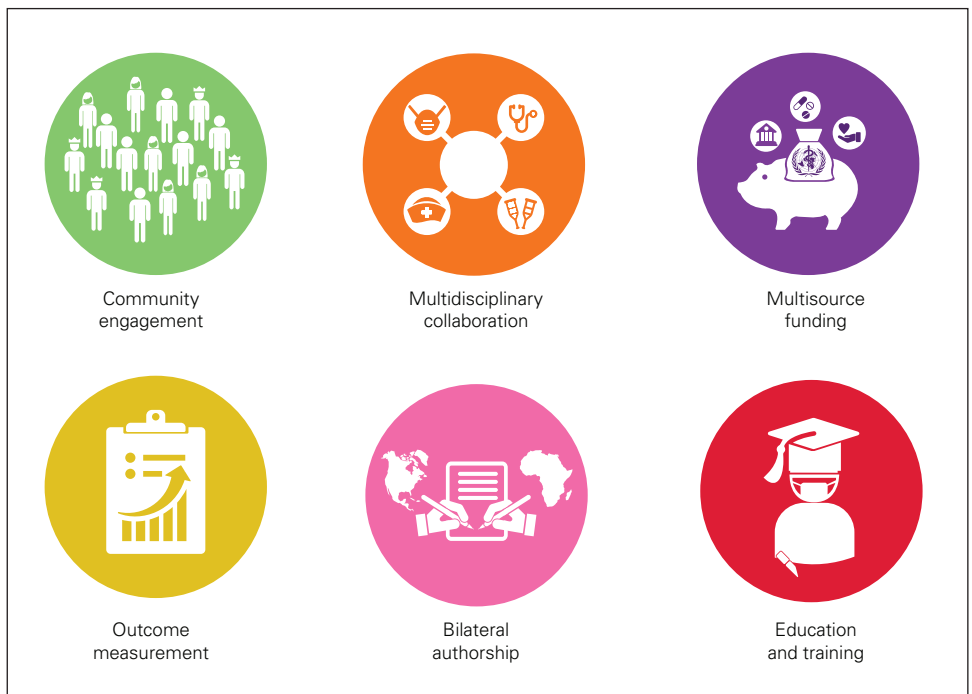 Community
engagement
Multidisciplinary
collaboration
Multisource
funding
Outcome
measurement
Bilateral
authorship
Education
and training